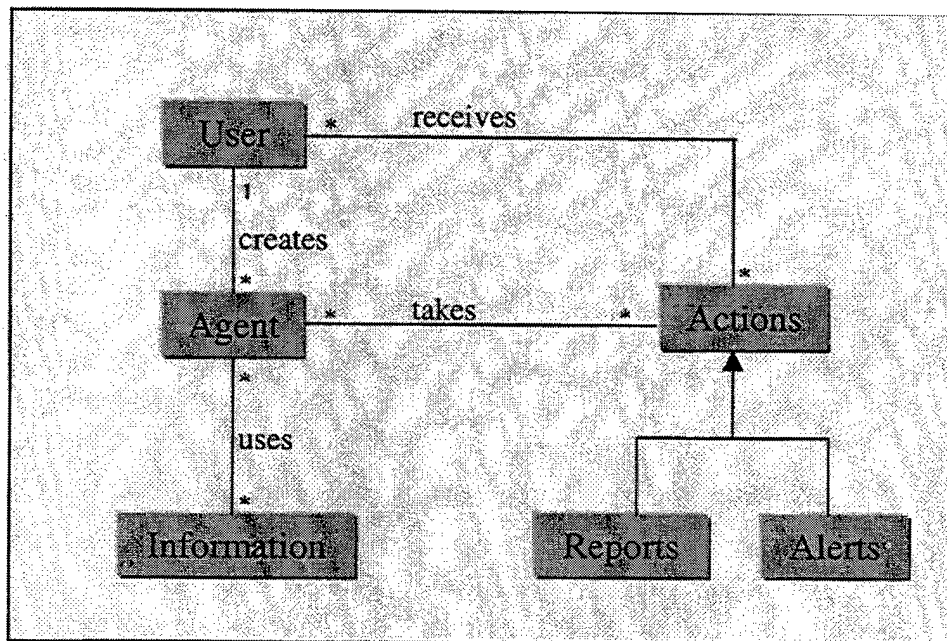 User
* receives
1
creates
*
*
Agent
* takes *
Actions
*
uses
*
Information
Reports
Alerts